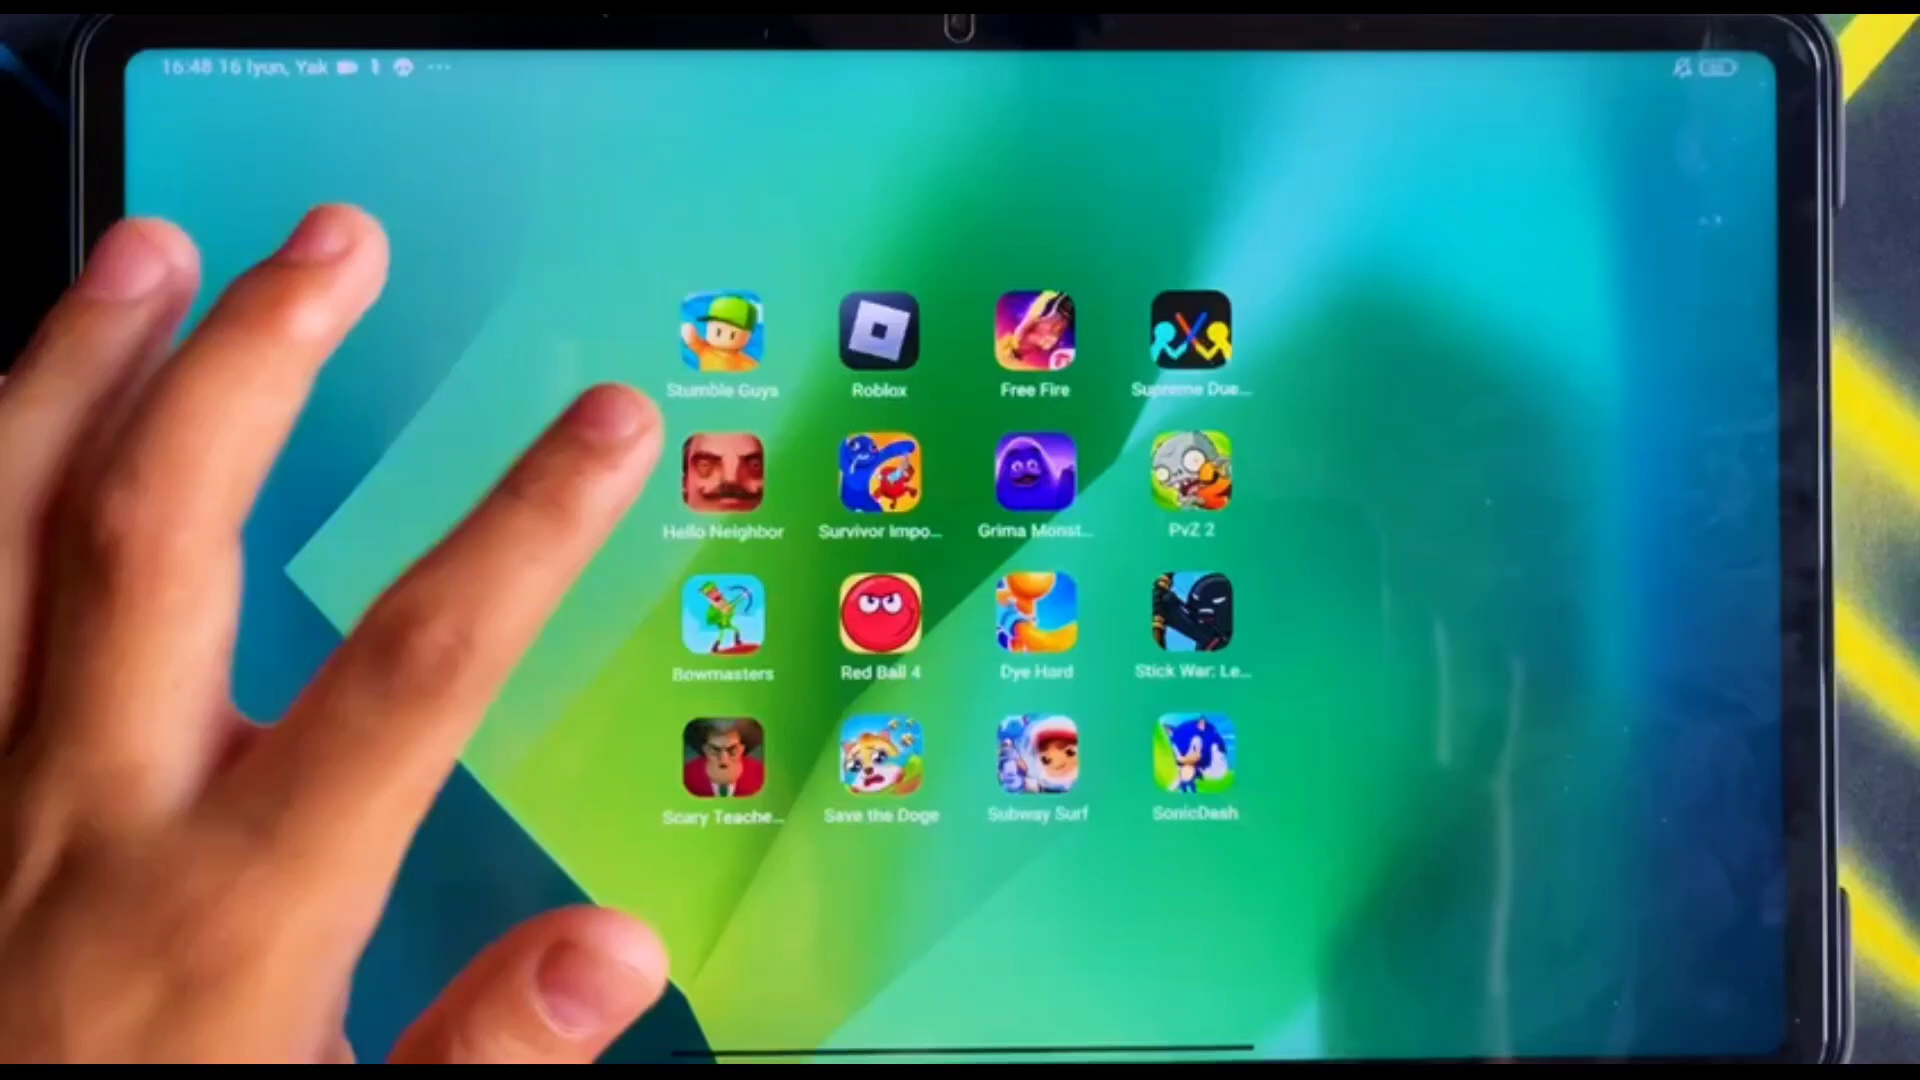 16:48 16 Iyun, Yak
Stumble Guys Roblox Free Fire Supreme Due...
Hello Neighbor Survivor Impo... Grima Monst... PvZ 2
Bowmasters Red Ball 4 Dye Hard Stick War: Le...
Scary Teache... Save the Doge Subway Surf SonicDash